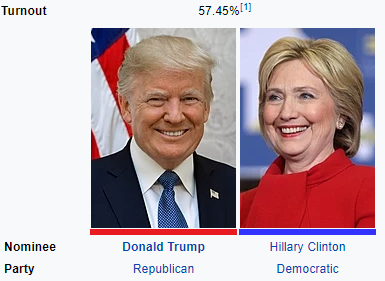 Turnout 57.45%[1]
Nominee Donald Trump Hillary Clinton
Party Republican Democratic